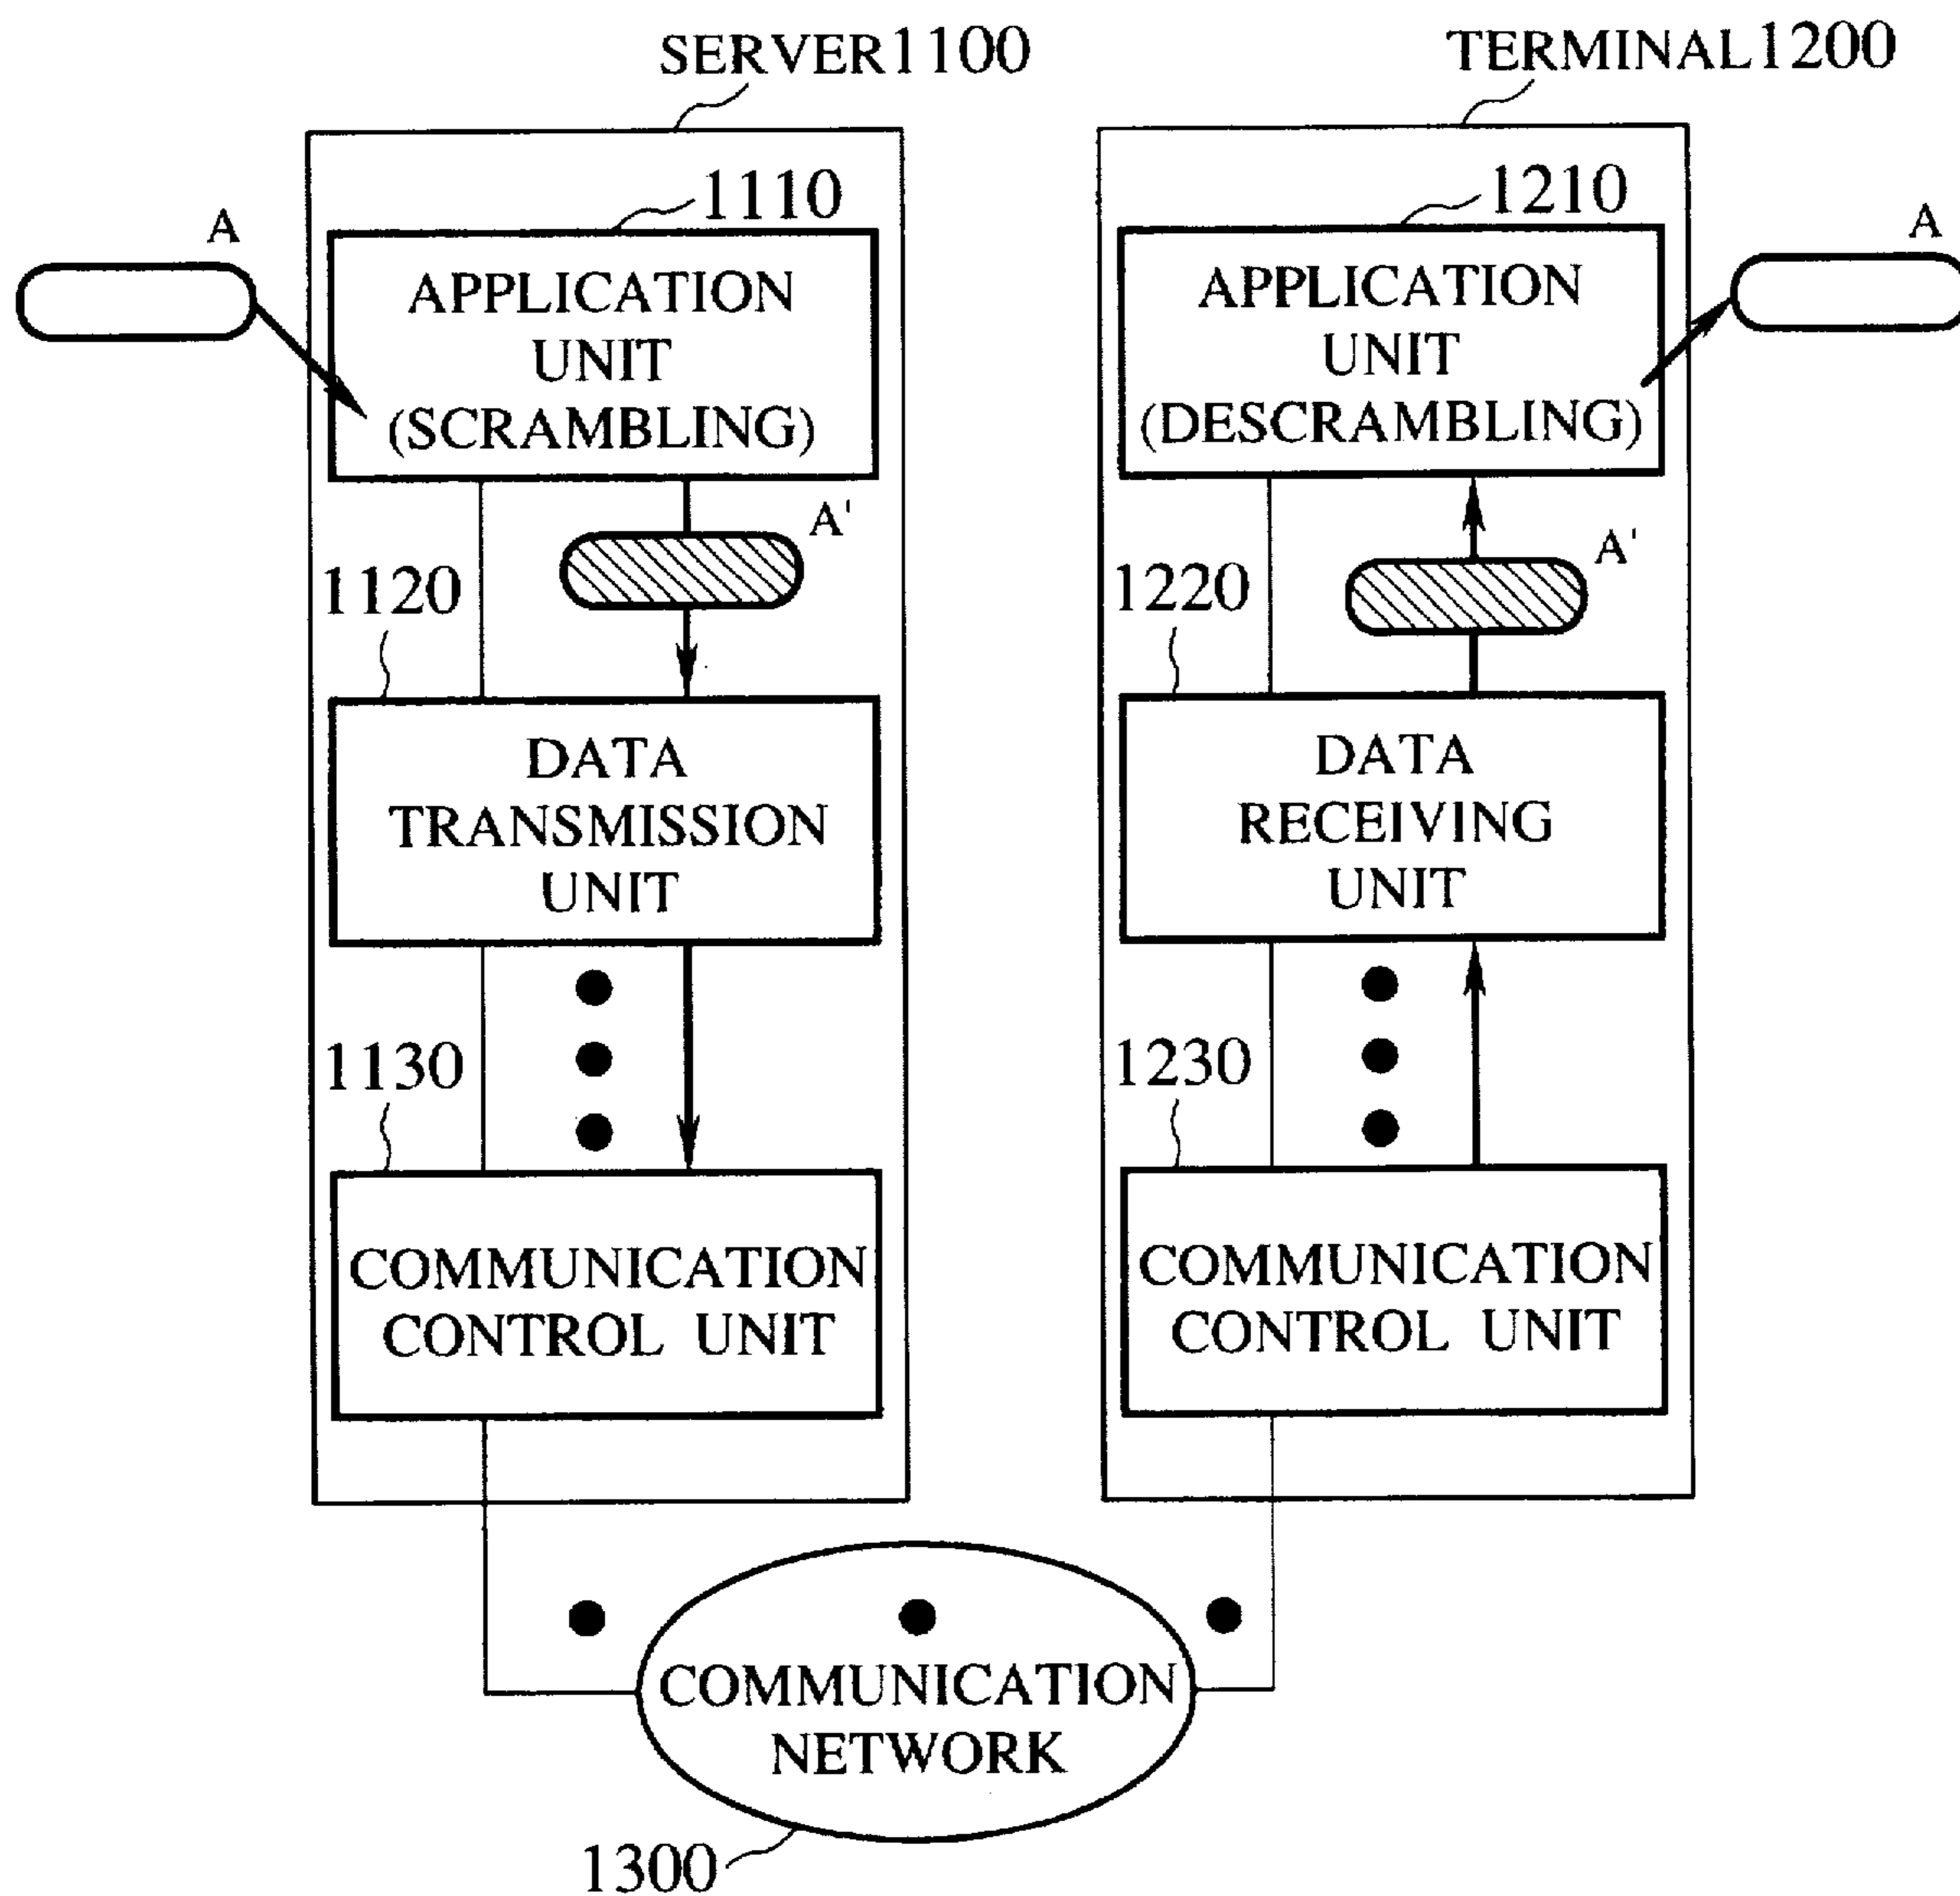 SERVER1100
TERMINAL1200
1110
1210
A
A
APPLICATION
UNIT
(SCRAMBLING)
APPLICATION
UNIT
(DESCRAMBLING)
A'
A'
1120
1220
DATA
TRANSMISSION
UNIT
DATA
RECEIVING
UNIT
1130
1230
COMMUNICATION
CONTROL UNIT
COMMUNICATION
CONTROL UNIT
COMMUNICATION
NETWORK
1300